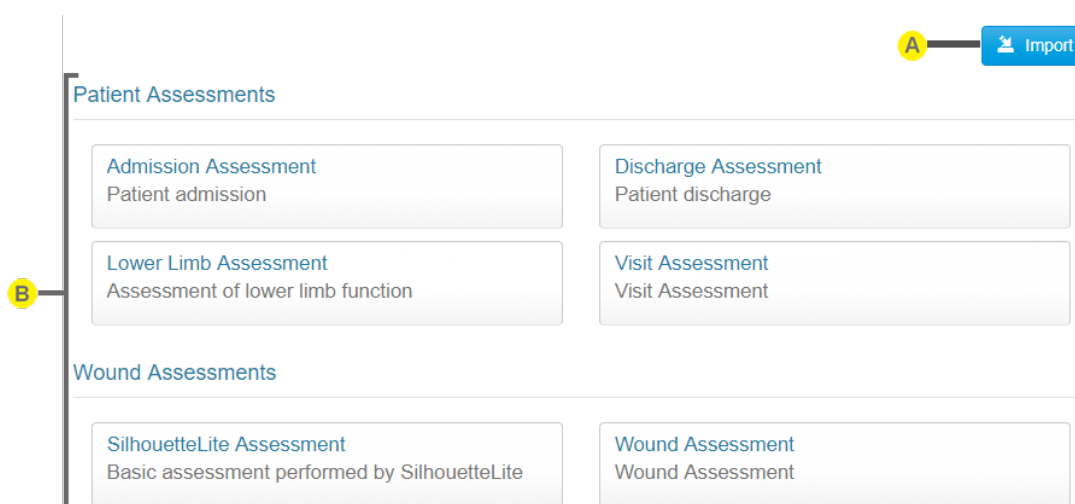 A
Import
Patient Assessments
Admission Assessment
Patient admission
Discharge Assessment
Patient discharge
Lower Limb Assessment
Assessment of lower limb function
Visit Assessment
Visit Assessment
B
Wound Assessments
SilhouetteLite Assessment
Basic assessment performed by SilhouetteLite
Wound Assessment
Wound Assessment